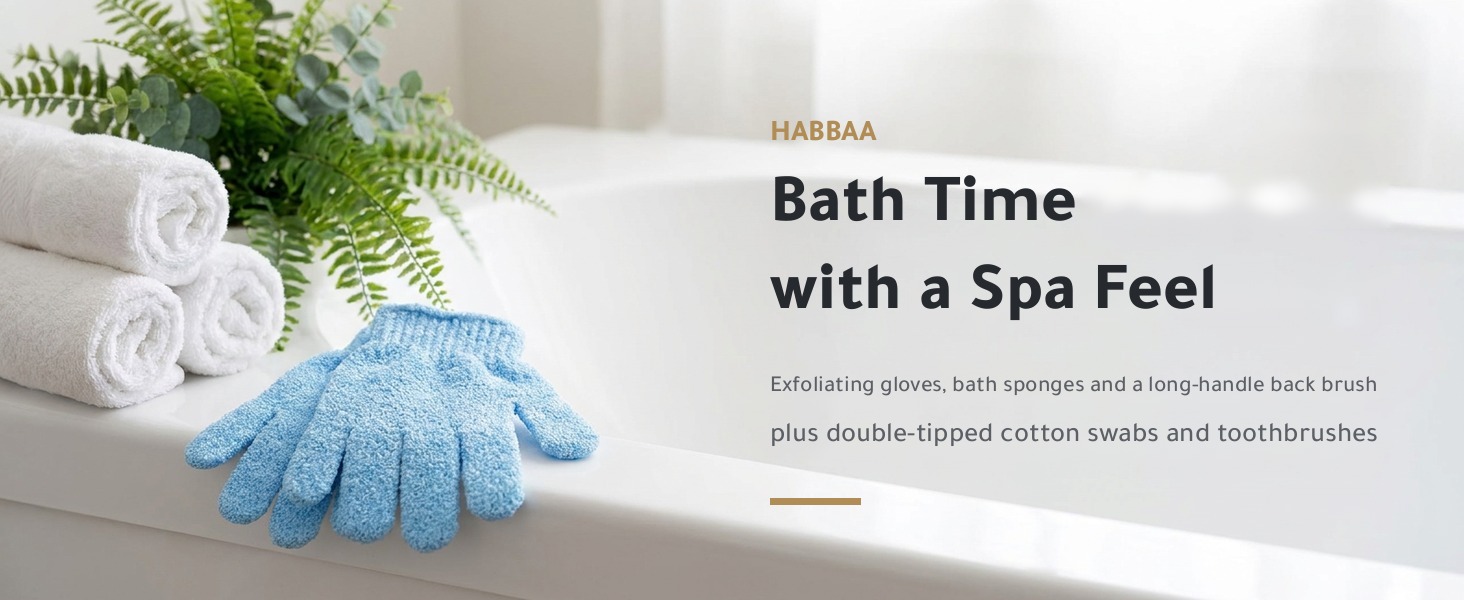 HABBAA
Bath Time
with a Spa Feel
Exfoliating gloves, bath sponges and a long-handle back brush
plus double-tipped cotton swabs and toothbrushes